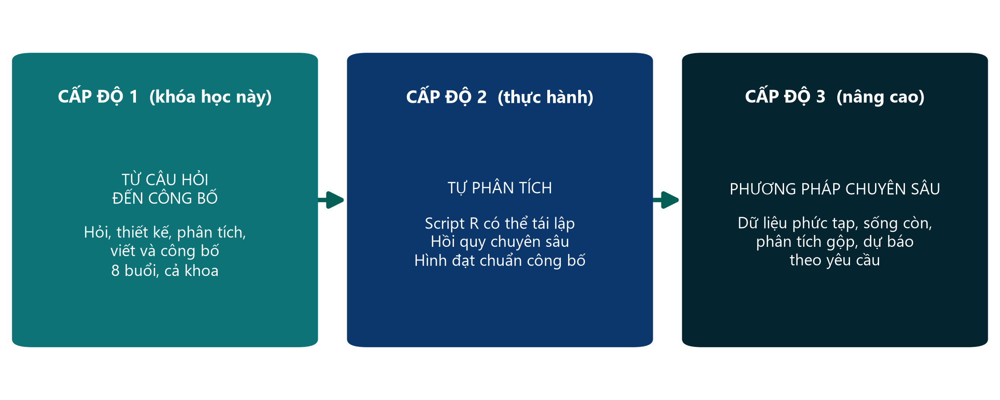 CẤP ĐỘ 1  (khóa học này)
TỪ CÂU HỎI
ĐẾN CÔNG BỐ
Hỏi, thiết kế, phân tích,
viết và công bố
8 buổi, cả khoa
CẤP ĐỘ 2  (thực hành)
TỰ PHÂN TÍCH
Script R có thể tái lập
Hồi quy chuyên sâu
Hình đạt chuẩn công bố
CẤP ĐỘ 3  (nâng cao)
PHƯƠNG PHÁP CHUYÊN SÂU
Dữ liệu phức tạp, sống còn,
phân tích gộp, dự báo
theo yêu cầu